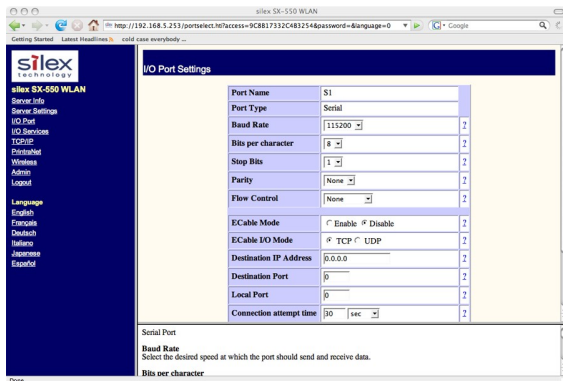 silex SX-550 WLAN
http://192.168.5.253/portselect.htl?access=9C8B17332C4B3254&password=&language=0
Google
Getting Started Latest Headlines cold case everybody ...
silex
technology
silex SX-550 WLAN
Server Info
Server Settings
I/O Port
I/O Services
TCP/IP
PrintraNet
Wireless
Admin
Logout
Language
English
Français
Deutsch
Italiano
Japanese
Español
I/O Port Settings
Port Name S1
Port Type Serial
Baud Rate 115200 ?
Bits per character 8 ?
Stop Bits 1 ?
Parity None ?
Flow Control None ?
ECable Mode Enable Disable ?
ECable I/O Mode TCP UDP ?
Destination IP Address 0.0.0.0 ?
Destination Port 0 ?
Local Port 0 ?
Connection attempt time 30 sec ?
Serial Port
Baud Rate
Select the desired speed at which the port should send and receive data.
Bits per character
Done